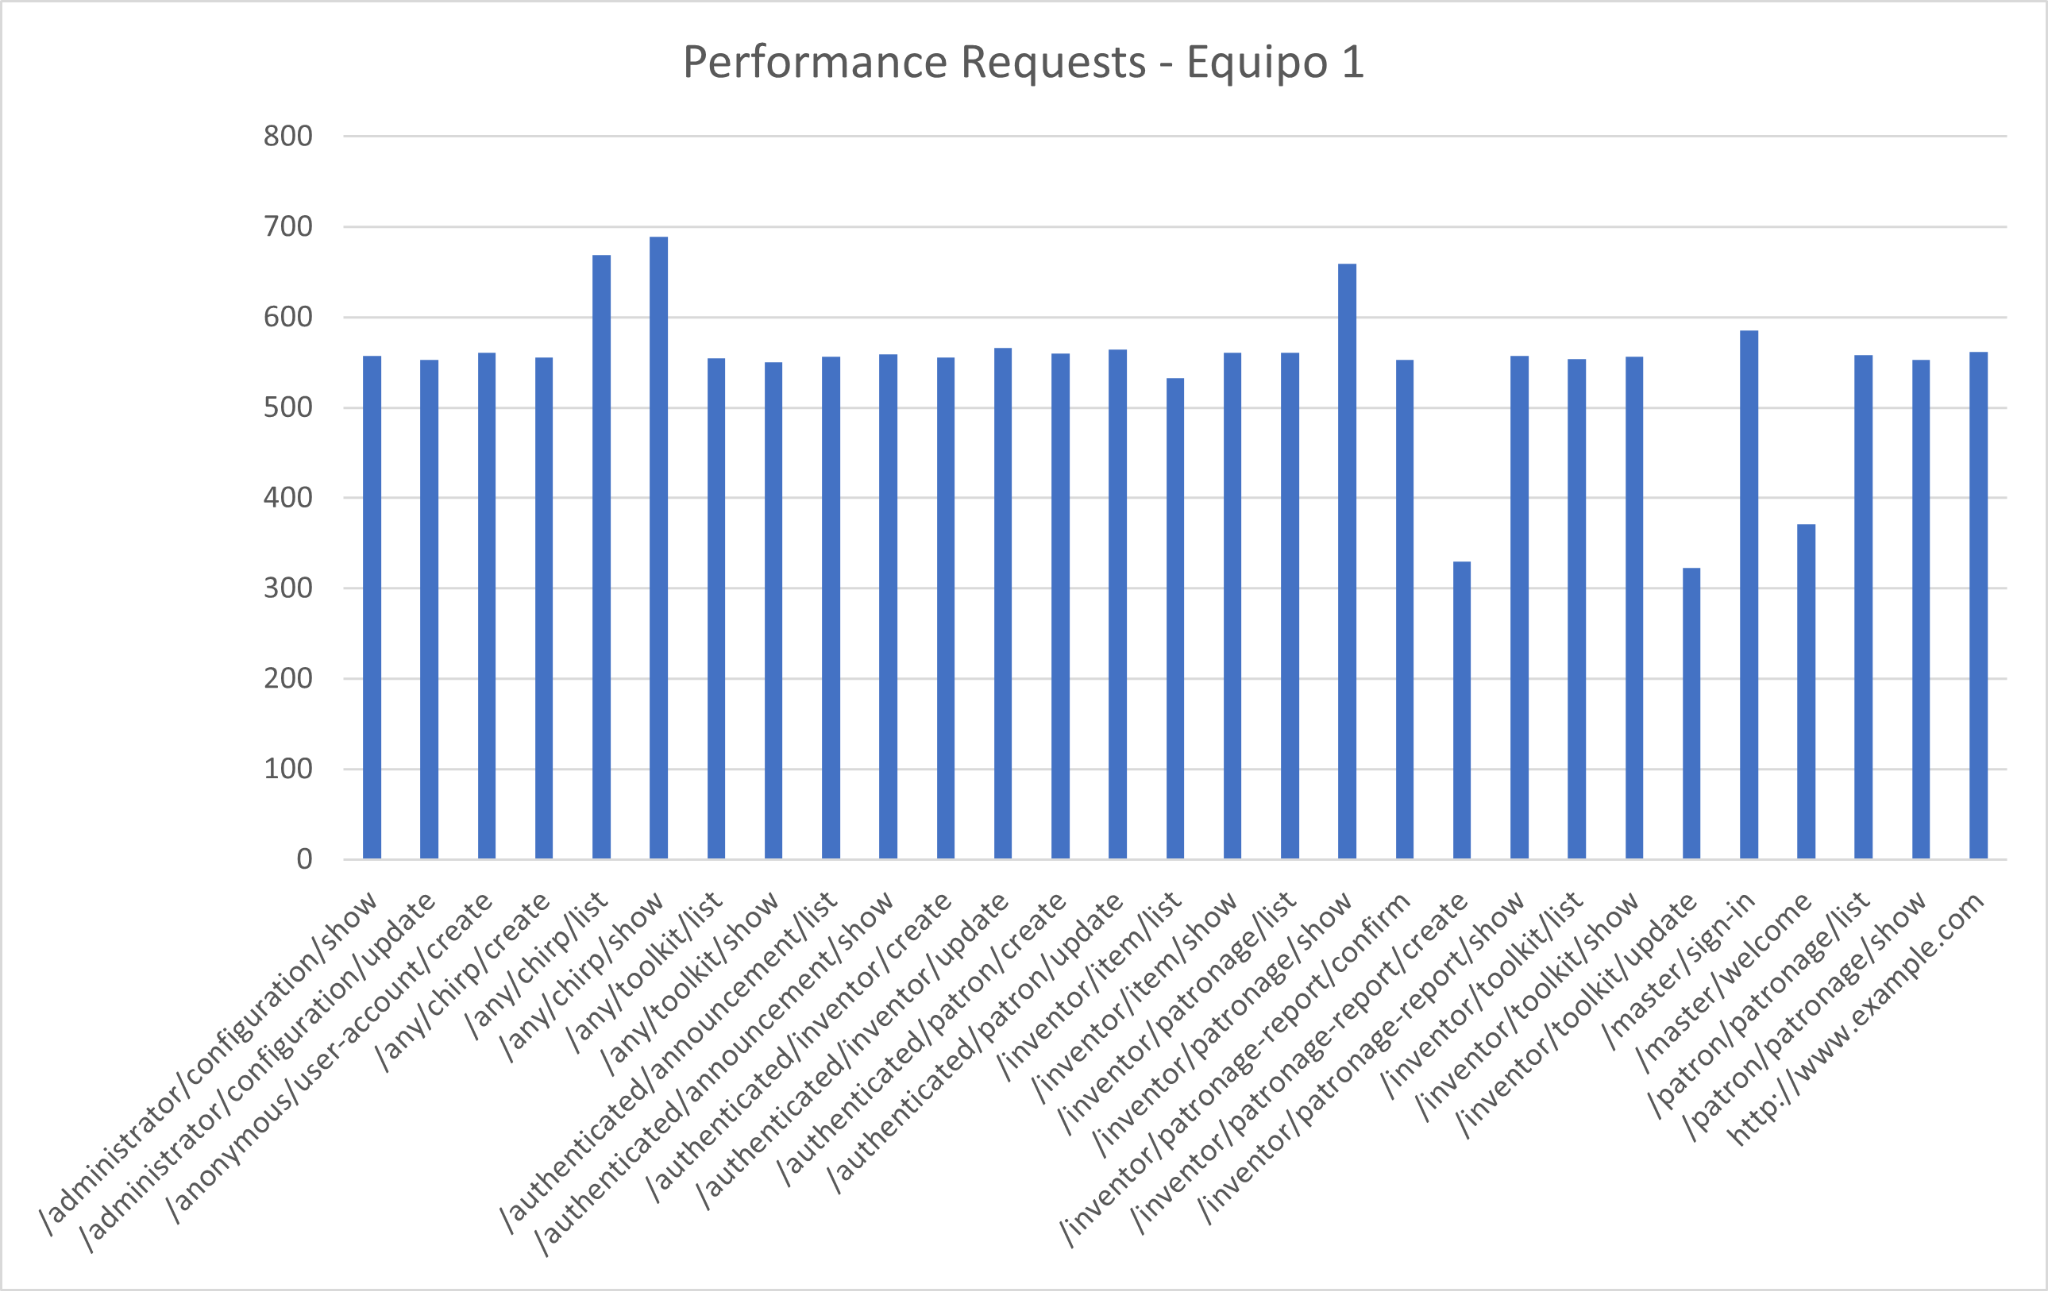 Performance Requests - Equipo 1
800
700
600
500
400
300
200
100
0
/administrator/configuration/show
/administrator/configuration/update
/anonymous/user-account/create
/any/chirp/create
/any/chirp/list
/any/chirp/show
/any/toolkit/list
/any/toolkit/show
/authenticated/announcement/list
/authenticated/announcement/show
/authenticated/inventor/create
/authenticated/inventor/update
/authenticated/patron/create
/authenticated/patron/update
/inventor/item/list
/inventor/item/show
/inventor/patronage/list
/inventor/patronage/show
/inventor/patronage-report/confirm
/inventor/patronage-report/create
/inventor/patronage-report/show
/inventor/toolkit/list
/inventor/toolkit/show
/inventor/toolkit/update
/master/sign-in
/master/welcome
/patron/patronage/list
/patron/patronage/show
http://www.example.com